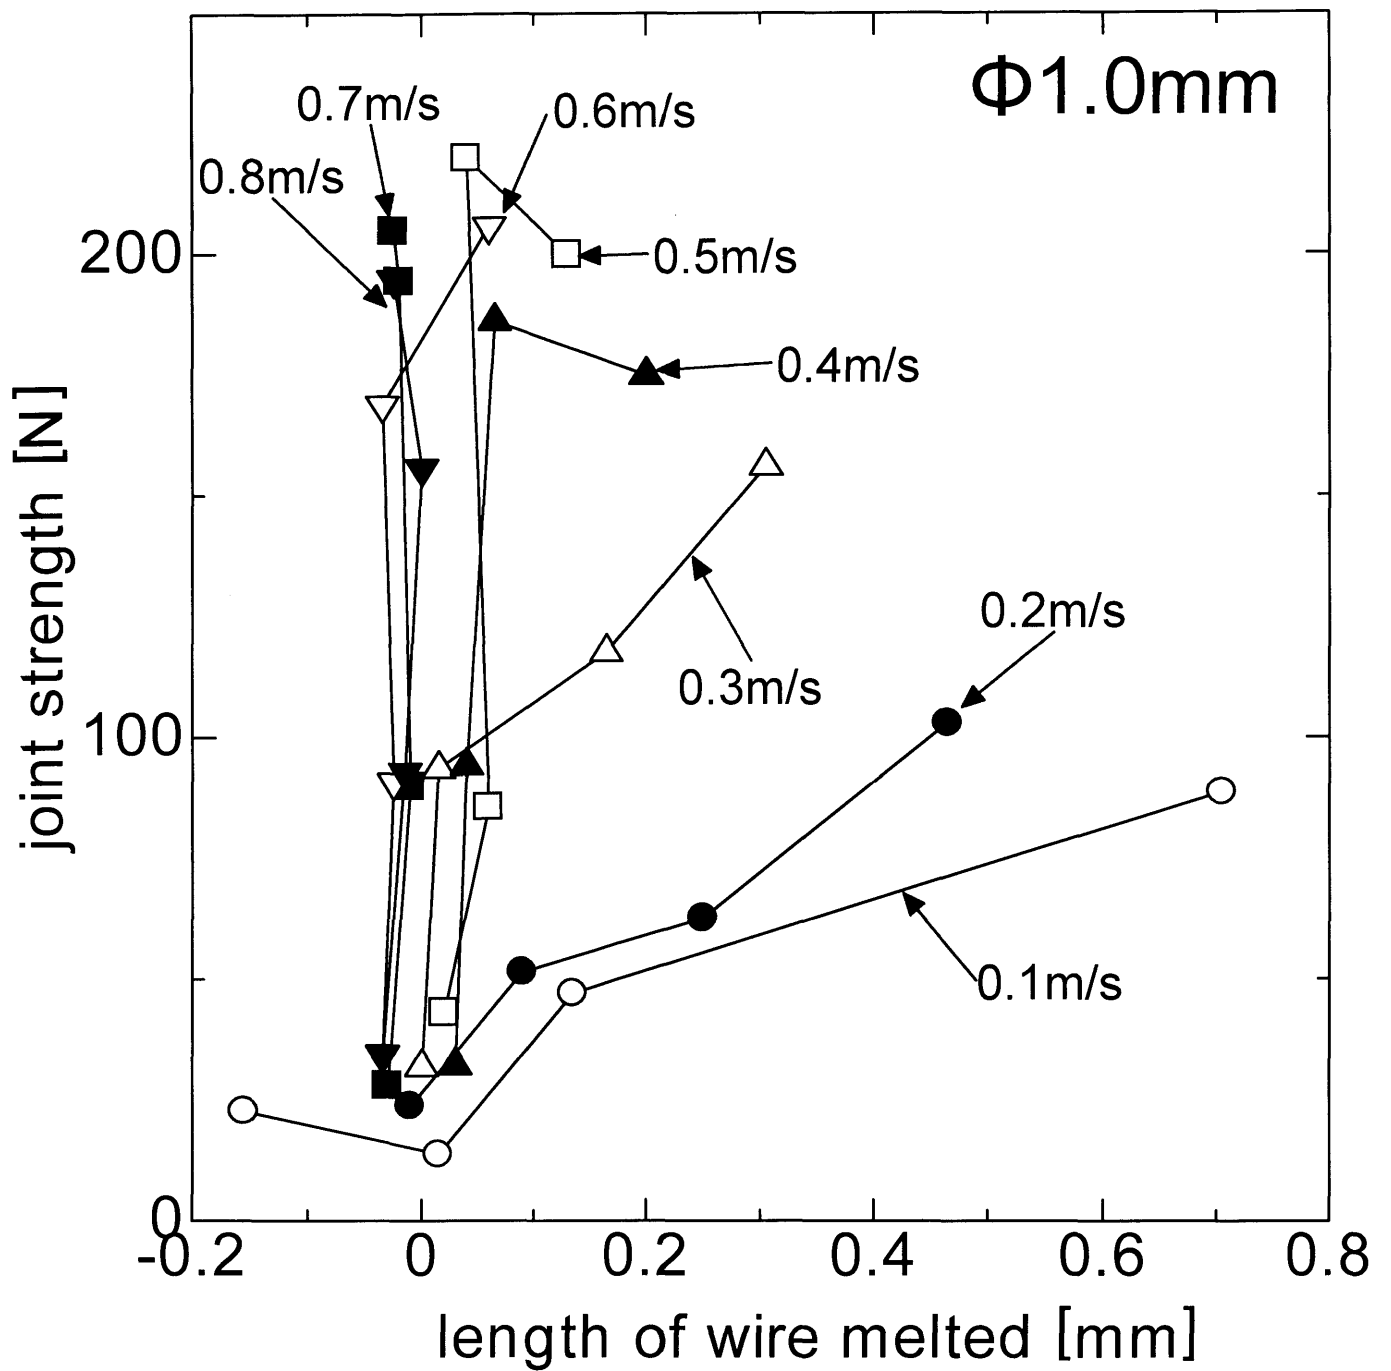 Φ1.0mm
0.7m/s
0.6m/s
0.8m/s
0.5m/s
0.4m/s
0.2m/s
0.3m/s
0.1m/s
joint strength [N]
200
100
0
-0.2
0
0.2
0.4
0.6
0.8
length of wire melted [mm]